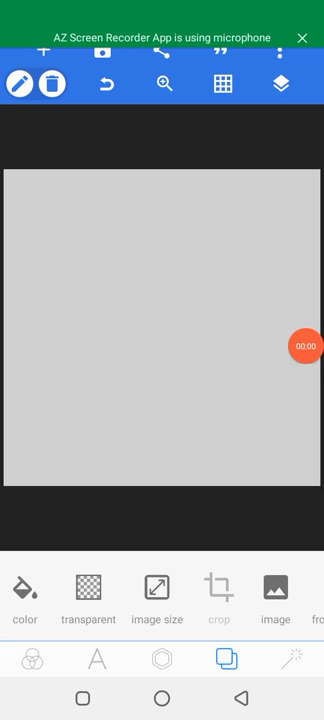 AZ Screen Recorder App is using microphone
00:00
color
transparent
image size
crop
image
fro